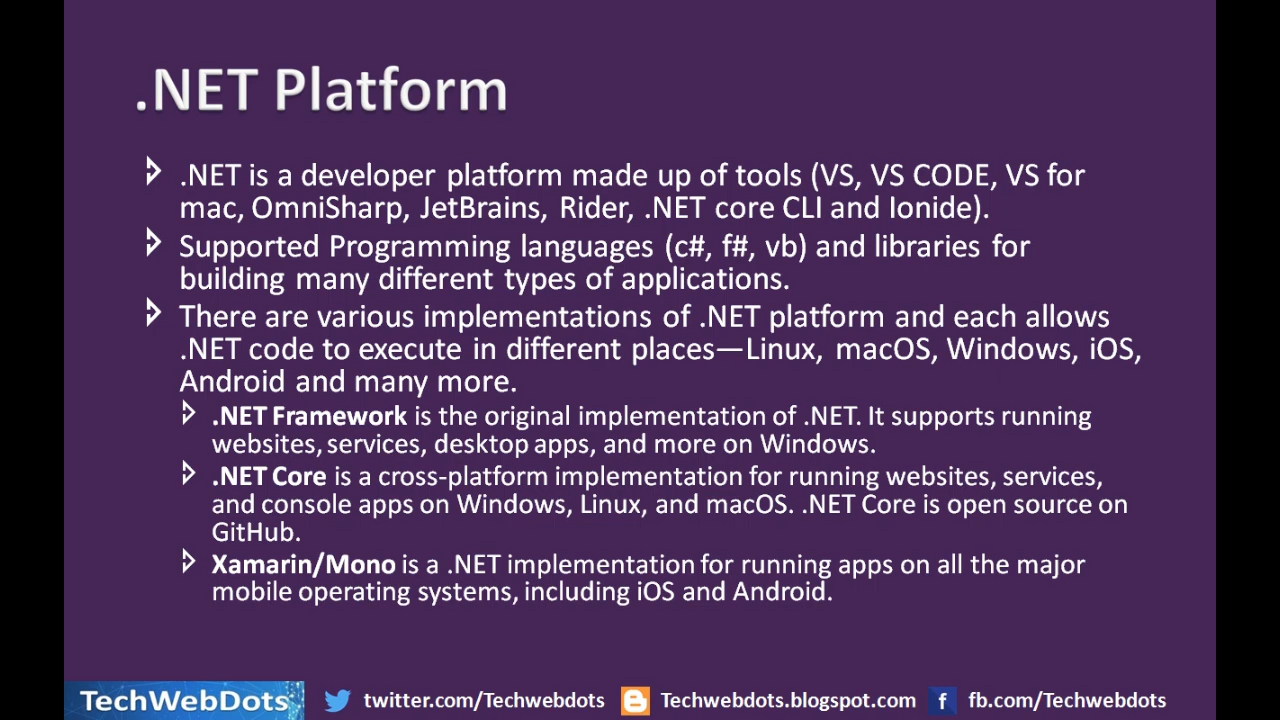 .NET Platform
.NET is a developer platform made up of tools (VS, VS CODE, VS for
mac, OmniSharp, JetBrains, Rider, .NET core CLI and Ionide).
Supported Programming languages (c#, f#, vb) and libraries for
building many different types of applications.
There are various implementations of .NET platform and each allows
.NET code to execute in different places—Linux, macOS, Windows, iOS,
Android and many more.
.NET Framework is the original implementation of .NET. It supports running
websites, services, desktop apps, and more on Windows.
.NET Core is a cross-platform implementation for running websites, services,
and console apps on Windows, Linux, and macOS. .NET Core is open source on
GitHub.
Xamarin/Mono is a .NET implementation for running apps on all the major
mobile operating systems, including iOS and Android.
TechWebDots twitter.com/Techwebdots Techwebdots.blogspot.com fb.com/Techwebdots